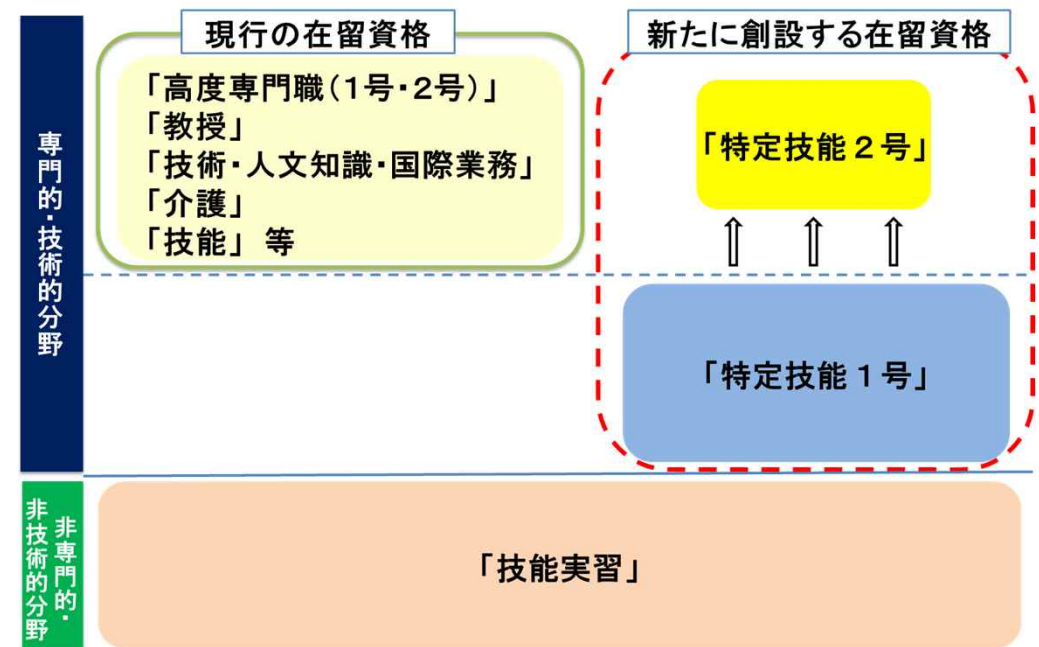 現行の在留資格
「高度専門職(1号・2号)」
「教授」
「技術・人文知識・国際業務」
「介護」
「技能」 等
新たに創設する在留資格
「特定技能２号」
⇧ ⇧ ⇧
「特定技能１号」
専門的・技術的分野
「技能実習」
非専門的・
非技術的分野